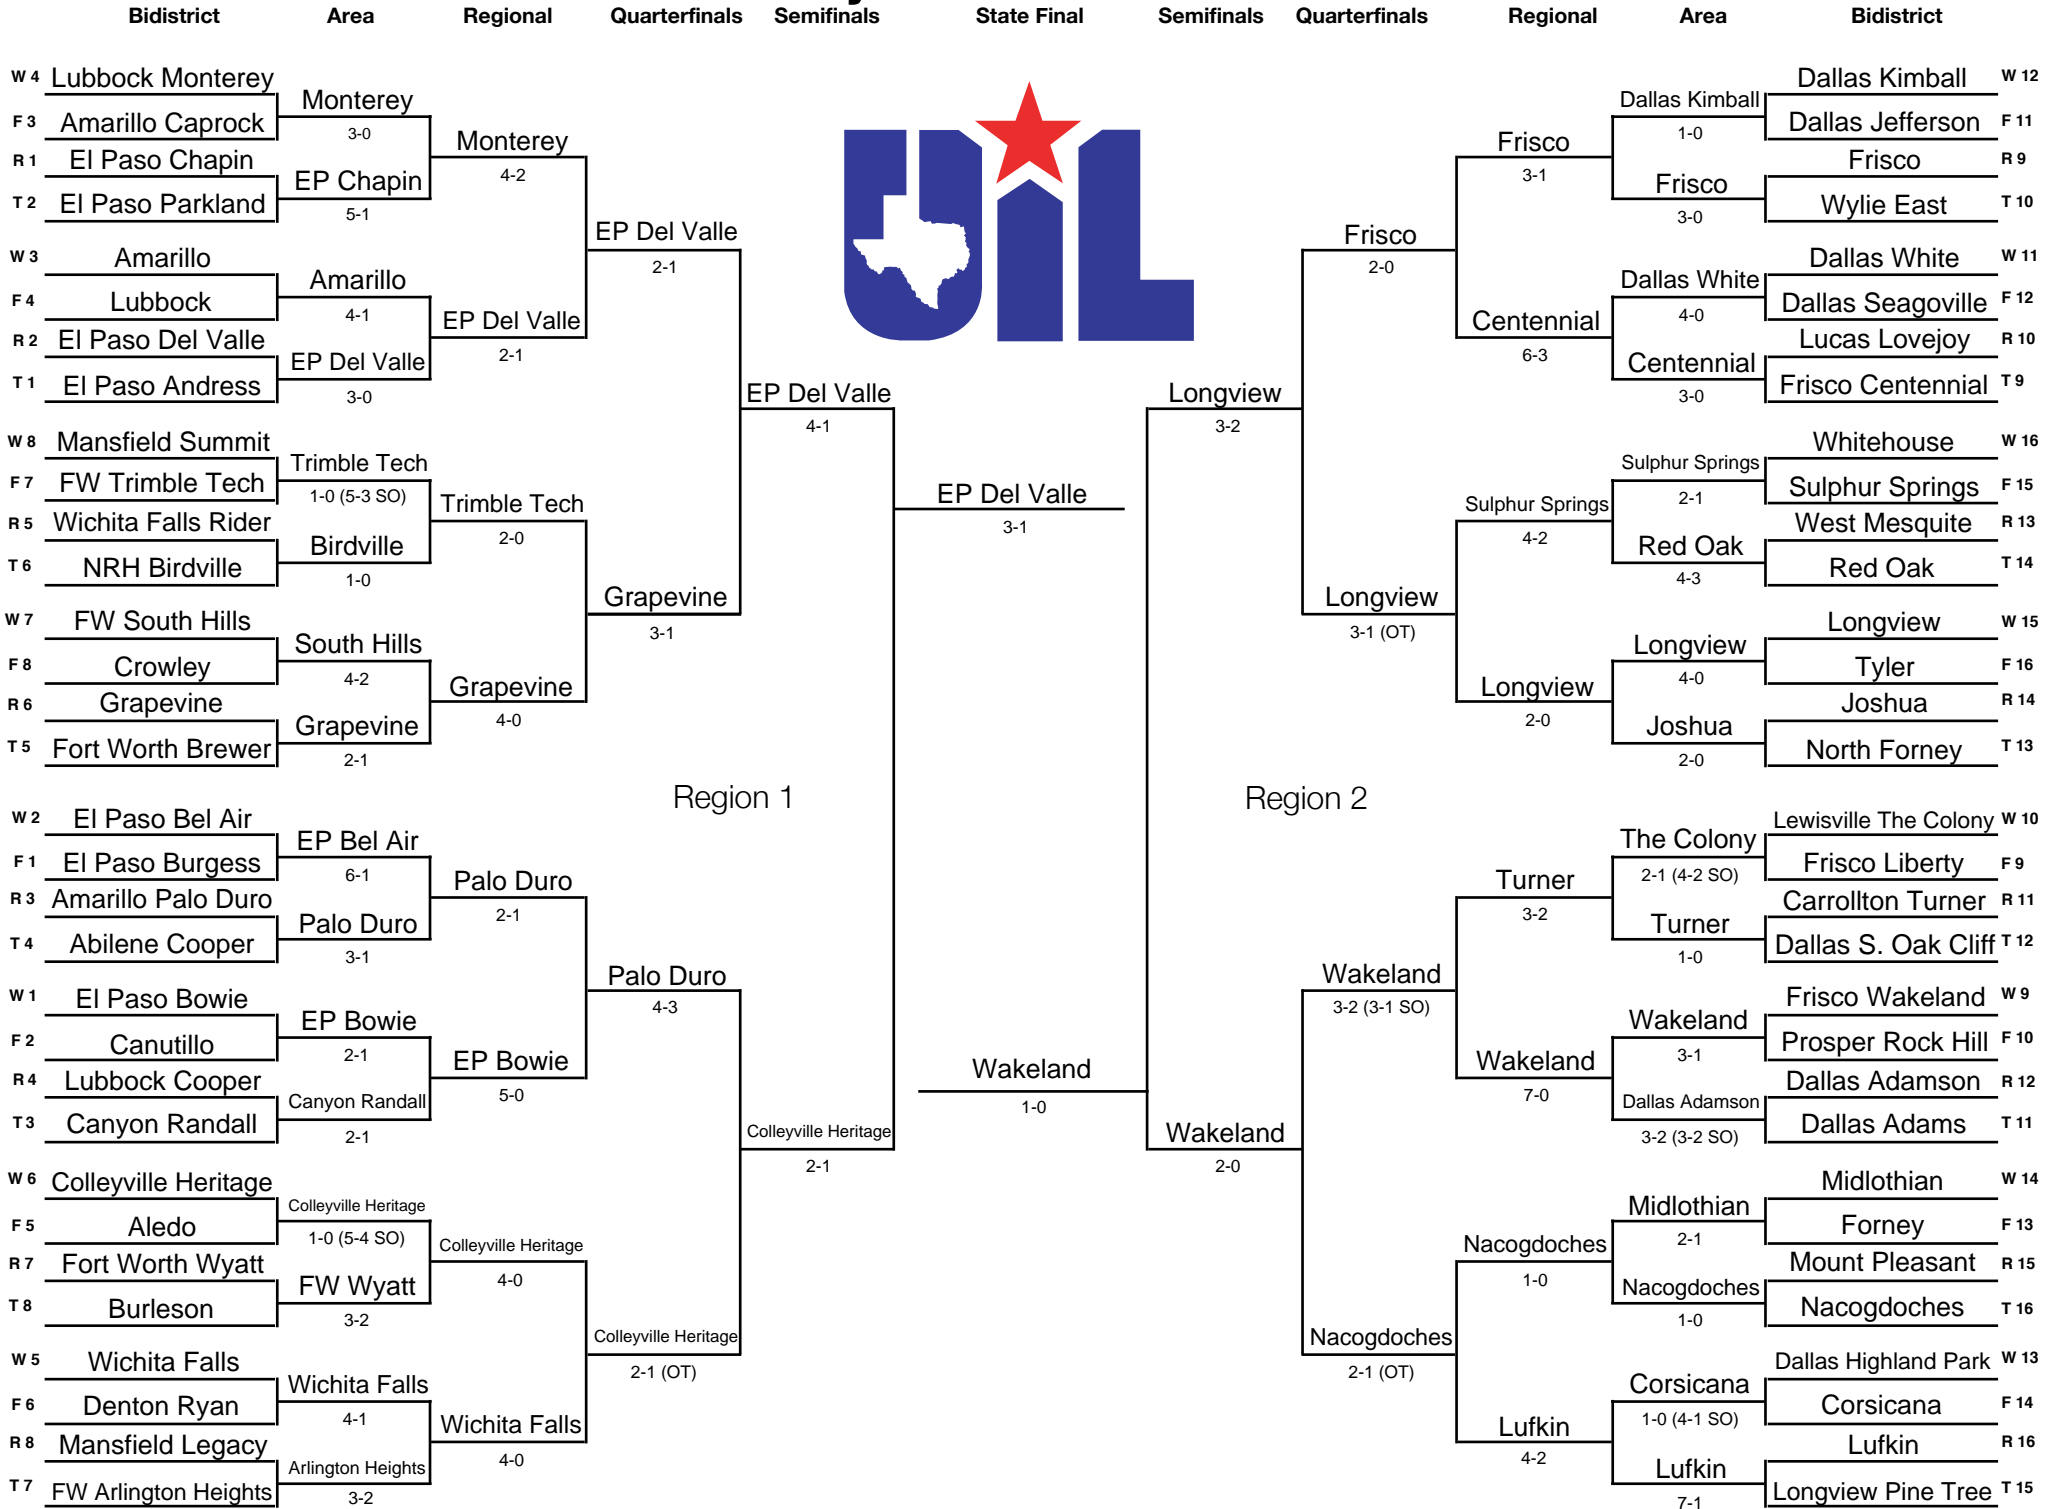 Bidistrict Area Regional Quarterfinals Semifinals State Final Semifinals Quarterfinals Regional Area Bidistrict
W 4 Lubbock Monterey
Monterey
F 3 Amarillo Caprock
3-0
Monterey
R 1 El Paso Chapin
4-2
EP Chapin
T 2 El Paso Parkland
5-1
EP Del Valle
2-1
W 3 Amarillo
Amarillo
F 4 Lubbock
4-1
EP Del Valle
R 2 El Paso Del Valle
2-1
EP Del Valle
T 1 El Paso Andress
3-0
EP Del Valle
4-1
W 8 Mansfield Summit
Trimble Tech
F 7 FW Trimble Tech
1-0 (5-3 SO)
Trimble Tech
R 5 Wichita Falls Rider
2-0
Birdville
T 6 NRH Birdville
1-0
Grapevine
3-1
W 7 FW South Hills
South Hills
F 8 Crowley
4-2
Grapevine
R 6 Grapevine
4-0
Grapevine
T 5 Fort Worth Brewer
2-1
EP Del Valle
3-1
Region 1
W 2 El Paso Bel Air
EP Bel Air
F 1 El Paso Burgess
6-1
Palo Duro
R 3 Amarillo Palo Duro
2-1
Palo Duro
T 4 Abilene Cooper
3-1
Palo Duro
4-3
W 1 El Paso Bowie
EP Bowie
F 2 Canutillo
2-1
EP Bowie
R 4 Lubbock Cooper
5-0
Canyon Randall
T 3 Canyon Randall
2-1
Colleyville Heritage
2-1
W 6 Colleyville Heritage
Colleyville Heritage
F 5 Aledo
1-0 (5-4 SO)
Colleyville Heritage
R 7 Fort Worth Wyatt
4-0
FW Wyatt
T 8 Burleson
3-2
Colleyville Heritage
2-1 (OT)
W 5 Wichita Falls
Wichita Falls
F 6 Denton Ryan
4-1
Wichita Falls
R 8 Mansfield Legacy
4-0
Arlington Heights
T 7 FW Arlington Heights
3-2
UIL
Dallas Kimball W 12
Dallas Kimball
Dallas Jefferson F 11
1-0
Frisco
Frisco R 9
3-1
Frisco
Wylie East T 10
3-0
Frisco
2-0
Dallas White W 11
Dallas White
Dallas Seagoville F 12
4-0
Centennial
Lucas Lovejoy R 10
6-3
Centennial
Frisco Centennial T 9
3-0
Longview
3-2
Whitehouse W 16
Sulphur Springs
Sulphur Springs F 15
2-1
Sulphur Springs
West Mesquite R 13
4-2
Red Oak
Red Oak T 14
4-3
Longview
3-1 (OT)
Longview W 15
Longview
Tyler F 16
4-0
Longview
Joshua R 14
2-0
Joshua
North Forney T 13
2-0
Region 2
Lewisville The Colony W 10
The Colony
Frisco Liberty F 9
2-1 (4-2 SO)
Turner
Carrollton Turner R 11
3-2
Turner
Dallas S. Oak Cliff T 12
1-0
Wakeland
3-2 (3-1 SO)
Frisco Wakeland W 9
Wakeland
Prosper Rock Hill F 10
3-1
Wakeland
Dallas Adamson R 12
7-0
Dallas Adamson
Dallas Adams T 11
3-2 (3-2 SO)
Wakeland
1-0
Wakeland
2-0
Midlothian W 14
Midlothian
Forney F 13
2-1
Nacogdoches
Mount Pleasant R 15
1-0
Nacogdoches
Nacogdoches T 16
1-0
Nacogdoches
2-1 (OT)
Dallas Highland Park W 13
Corsicana
Corsicana F 14
1-0 (4-1 SO)
Lufkin
Lufkin R 16
4-2
Lufkin
Longview Pine Tree T 15
7-1